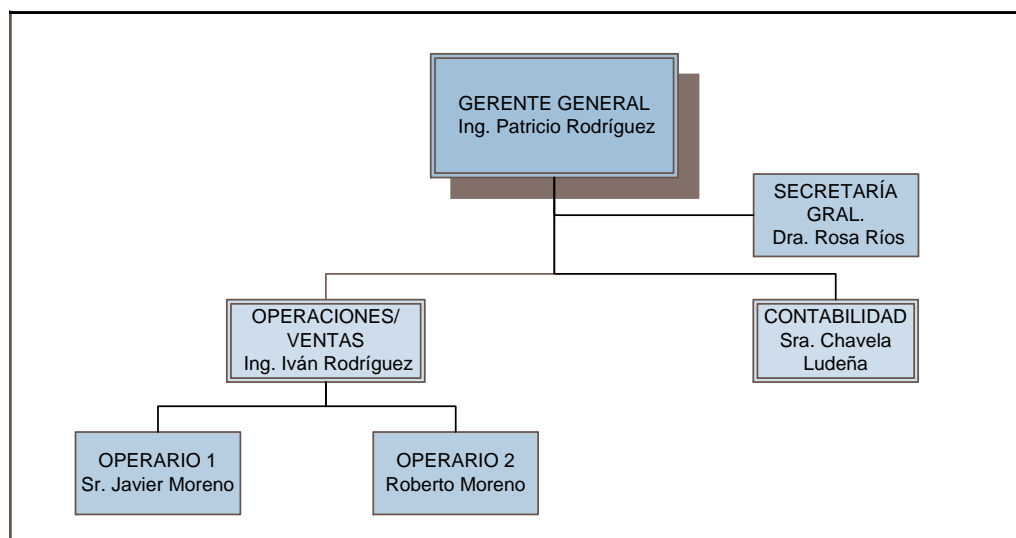 GERENTE GENERAL
Ing. Patricio Rodríguez
SECRETARÍA
GRAL.
Dra. Rosa Ríos
OPERACIONES/
VENTAS
Ing. Iván Rodríguez
CONTABILIDAD
Sra. Chavela
Ludeña
OPERARIO 1
Sr. Javier Moreno
OPERARIO 2
Roberto Moreno